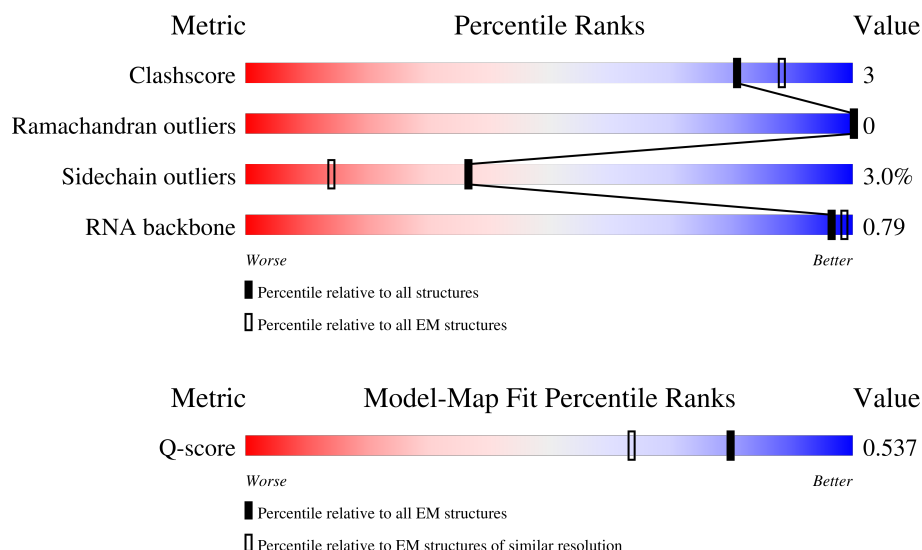 Metric Percentile Ranks Value
Clashscore 3
Ramachandran outliers 0
Sidechain outliers 3.0%
RNA backbone 0.79
Worse Better
Percentile relative to all structures
Percentile relative to all EM structures
Metric Model-Map Fit Percentile Ranks Value
Q-score 0.537
Worse Better
Percentile relative to all EM structures
Percentile relative to EM structures of similar resolution